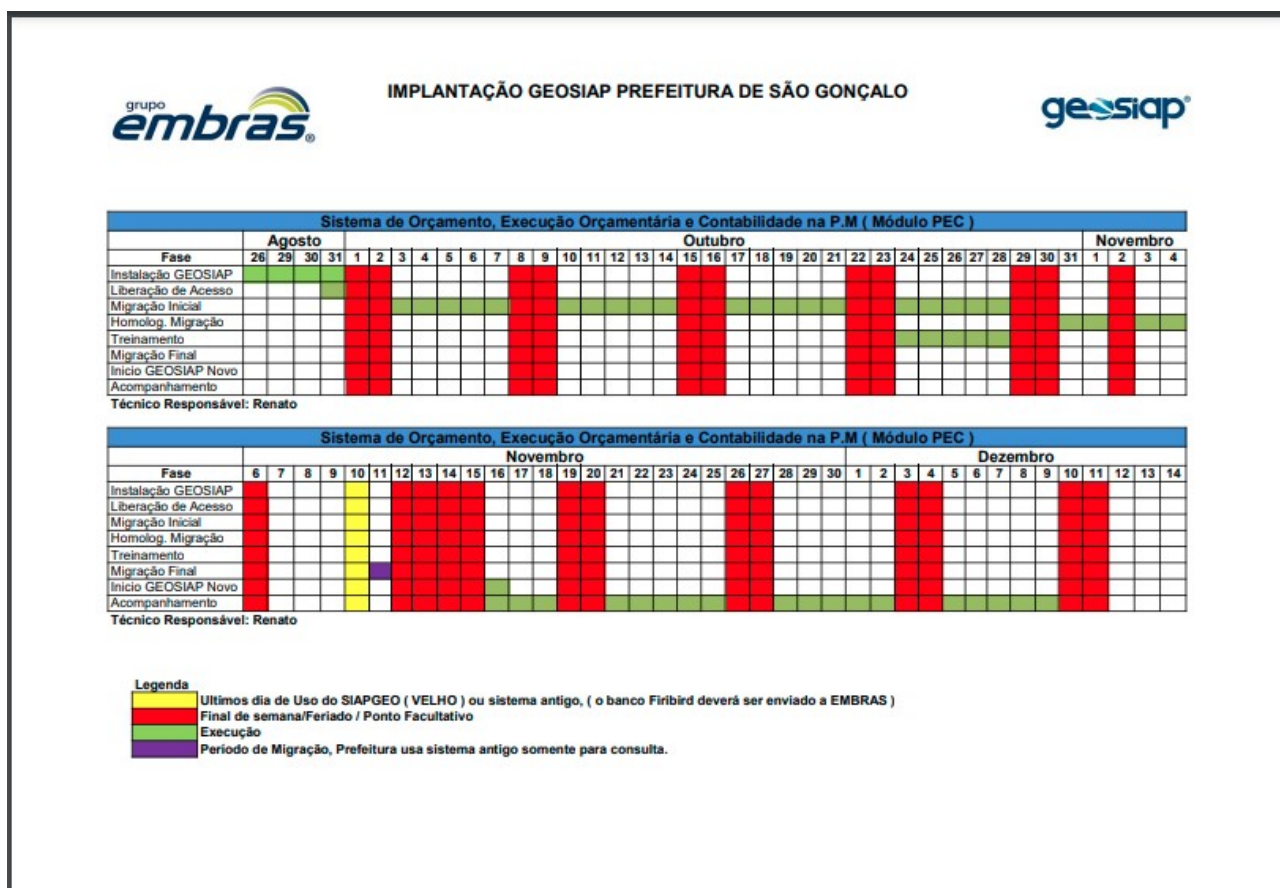 grupo
embras®
IMPLANTAÇÃO GEOSIAP PREFEITURA DE SÃO GONÇALO
geosiap®
Sistema de Orçamento, Execução Orçamentária e Contabilidade na P.M ( Módulo PEC )
Agosto Outubro Novembro
Fase 26 29 30 31 1 2 3 4 5 6 7 8 9 10 11 12 13 14 15 16 17 18 19 20 21 22 23 24 25 26 27 28 29 30 31 1 2 3 4
Instalação GEOSIAP
Liberação de Acesso
Migração Inicial
Homolog. Migração
Treinamento
Migração Final
Inicio GEOSIAP Novo
Acompanhamento
Técnico Responsável: Renato
Sistema de Orçamento, Execução Orçamentária e Contabilidade na P.M ( Módulo PEC )
Novembro Dezembro
Fase 6 7 8 9 10 11 12 13 14 15 16 17 18 19 20 21 22 23 24 25 26 27 28 29 30 1 2 3 4 5 6 7 8 9 10 11 12 13 14
Instalação GEOSIAP
Liberação de Acesso
Migração Inicial
Homolog. Migração
Treinamento
Migração Final
Inicio GEOSIAP Novo
Acompanhamento
Técnico Responsável: Renato
Legenda
Ultimos dia de Uso do SIAPGEO ( VELHO ) ou sistema antigo, ( o banco Firibird deverá ser enviado a EMBRAS )
Final de semana/Feriado / Ponto Facultativo
Execução
Período de Migração, Prefeitura usa sistema antigo somente para consulta.